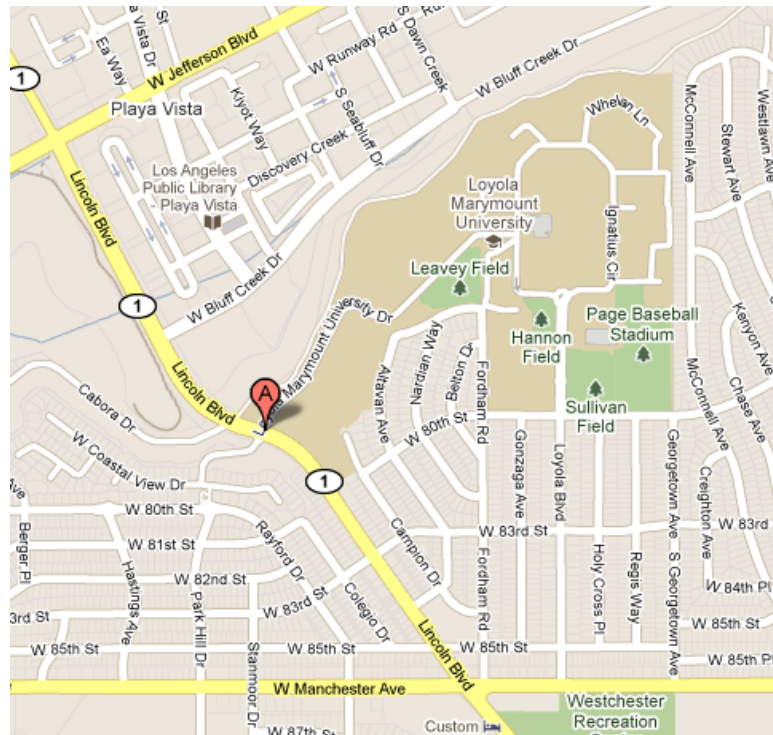 Ea Way
a Vista Dr
St
W Jefferson Blvd
1
Playa Vista
Kiyot Way
W Runway Rd
Ru
S Dawn Creek
S Seabluff Dr
W Bluff Creek Dr
Discovery Creek
Los Angeles
Public Library
- Playa Vista
Lincoln Blvd
W Bluff Creek Dr
1
Whelan Ln
Loyola
Marymount
University
Ignatius Cir
McConnell Ave
Stewart Ave
Westlawn Ave
Leavey Field
Hannon
Field
Page Baseball
Stadium
Sullivan
Field
Kenyon Ave
Chase Ave
McConnell Ave
Loyola Marymount University Dr
A
Lincoln Blvd
Cabora Dr
W Coastal View Dr
Altavan Ave
Nardian Way
Belton Dr
W 80th St
Fordham Rd
Gonzaga Ave
Loyola Blvd
Georgetown Ave
Creighton Ave
1
Ave
Berger Pl
W 80th St
W 81st St
W 82nd St
Hastings Ave
Park Hill Dr
Rayford Dr
Colegio Dr
Campion Dr
Fordham Rd
W 83rd St
W 83rd
3rd St
W 83rd St
Holy Cross Pl
Regis Way
S Georgetown Ave
W 84th Pl
W 85th St
W 85th St
W 85th St
W 85th Pl
Stanmoor Dr
Lincoln Blvd
W Manchester Ave
W 87th St
Custom
Westchester
Recreation